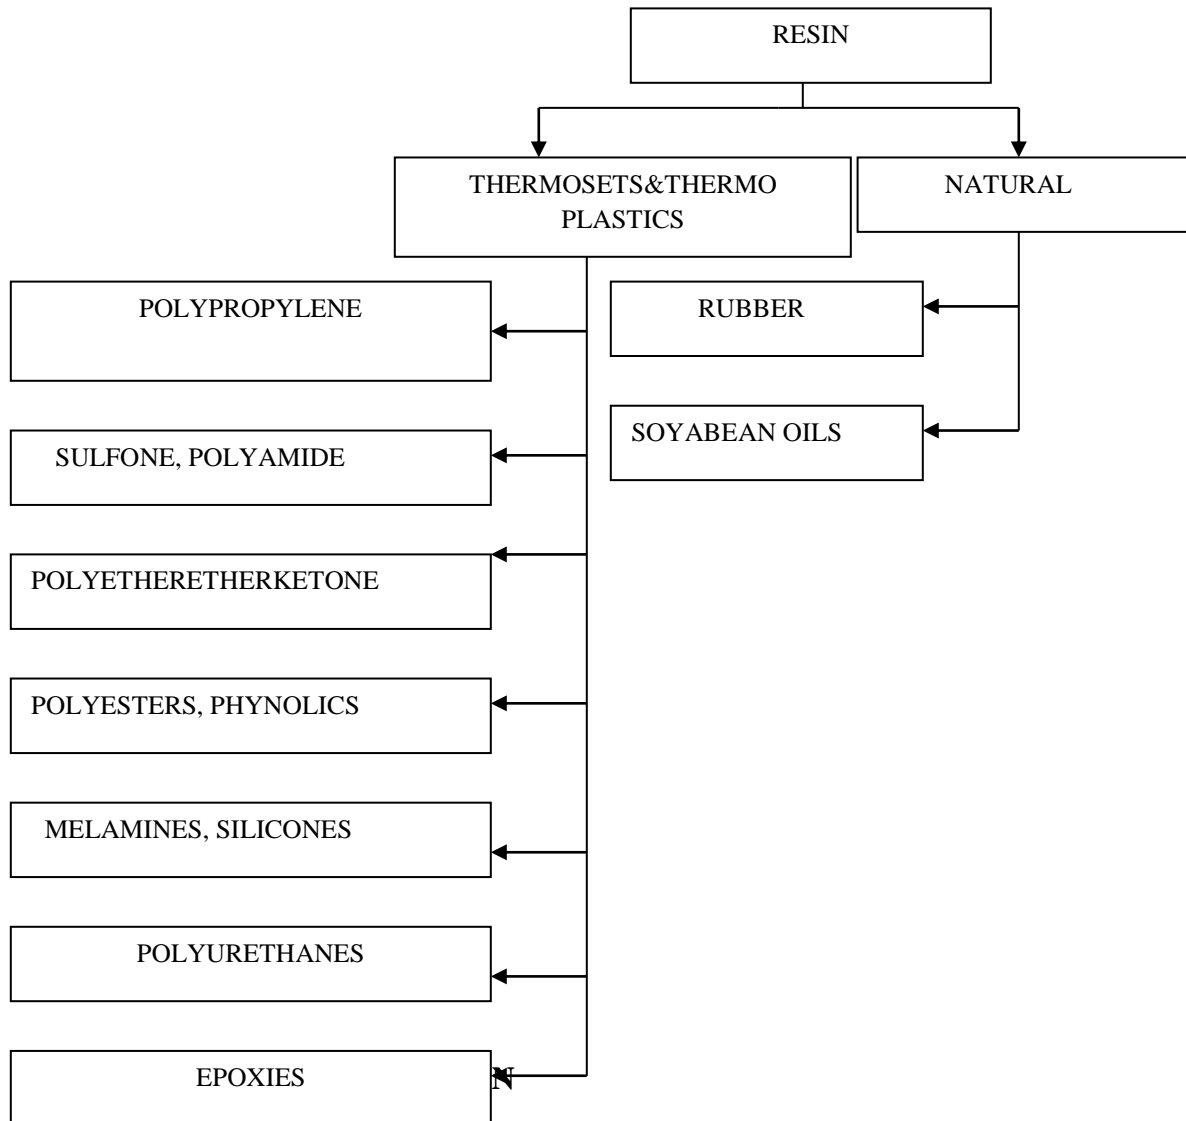 RESIN
THERMOSETS&THERMO
PLASTICS
NATURAL
POLYPROPYLENE
RUBBER
SOYABEAN OILS
SULFONE, POLYAMIDE
POLYETHERETHERKETONE
POLYESTERS, PHYNOLICS
MELAMINES, SILICONES
POLYURETHANES
EPOXIES
N